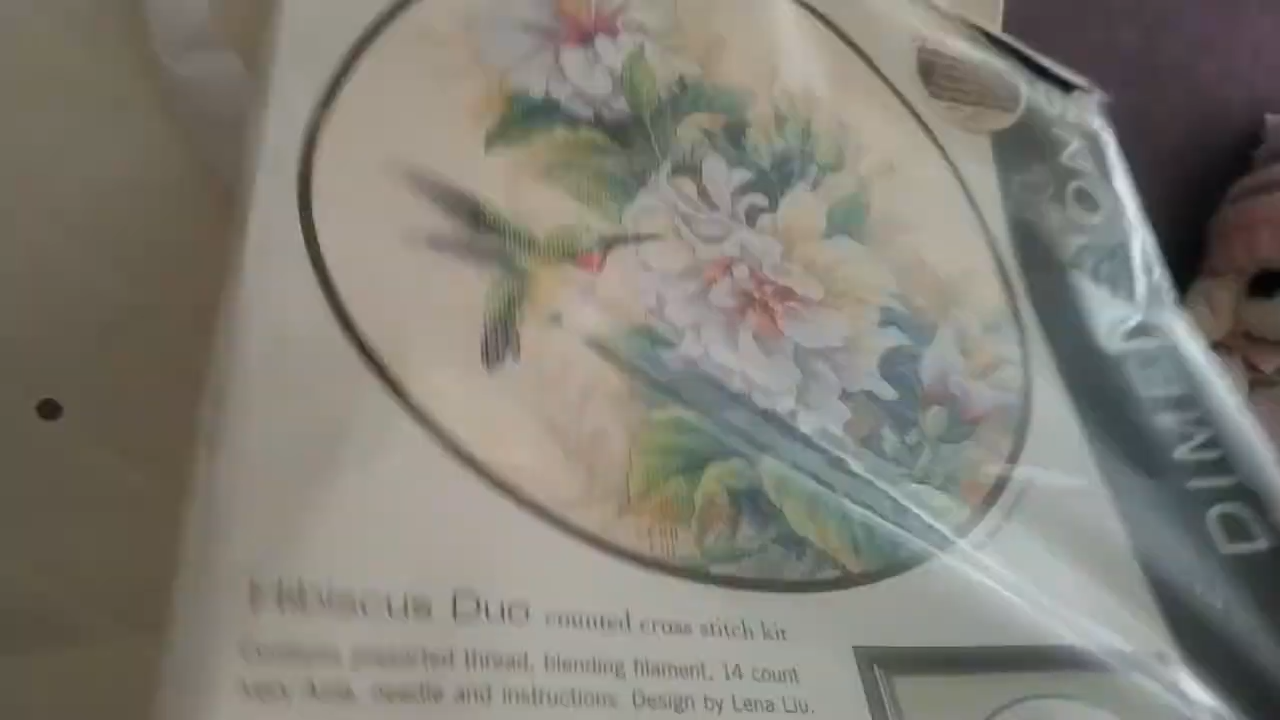 DIMENSIONS
Hibiscus Duo counted cross stitch kit
Contains presorted thread, blending filament, 14 count
Aida, needle and instructions. Design by Lena Liu.